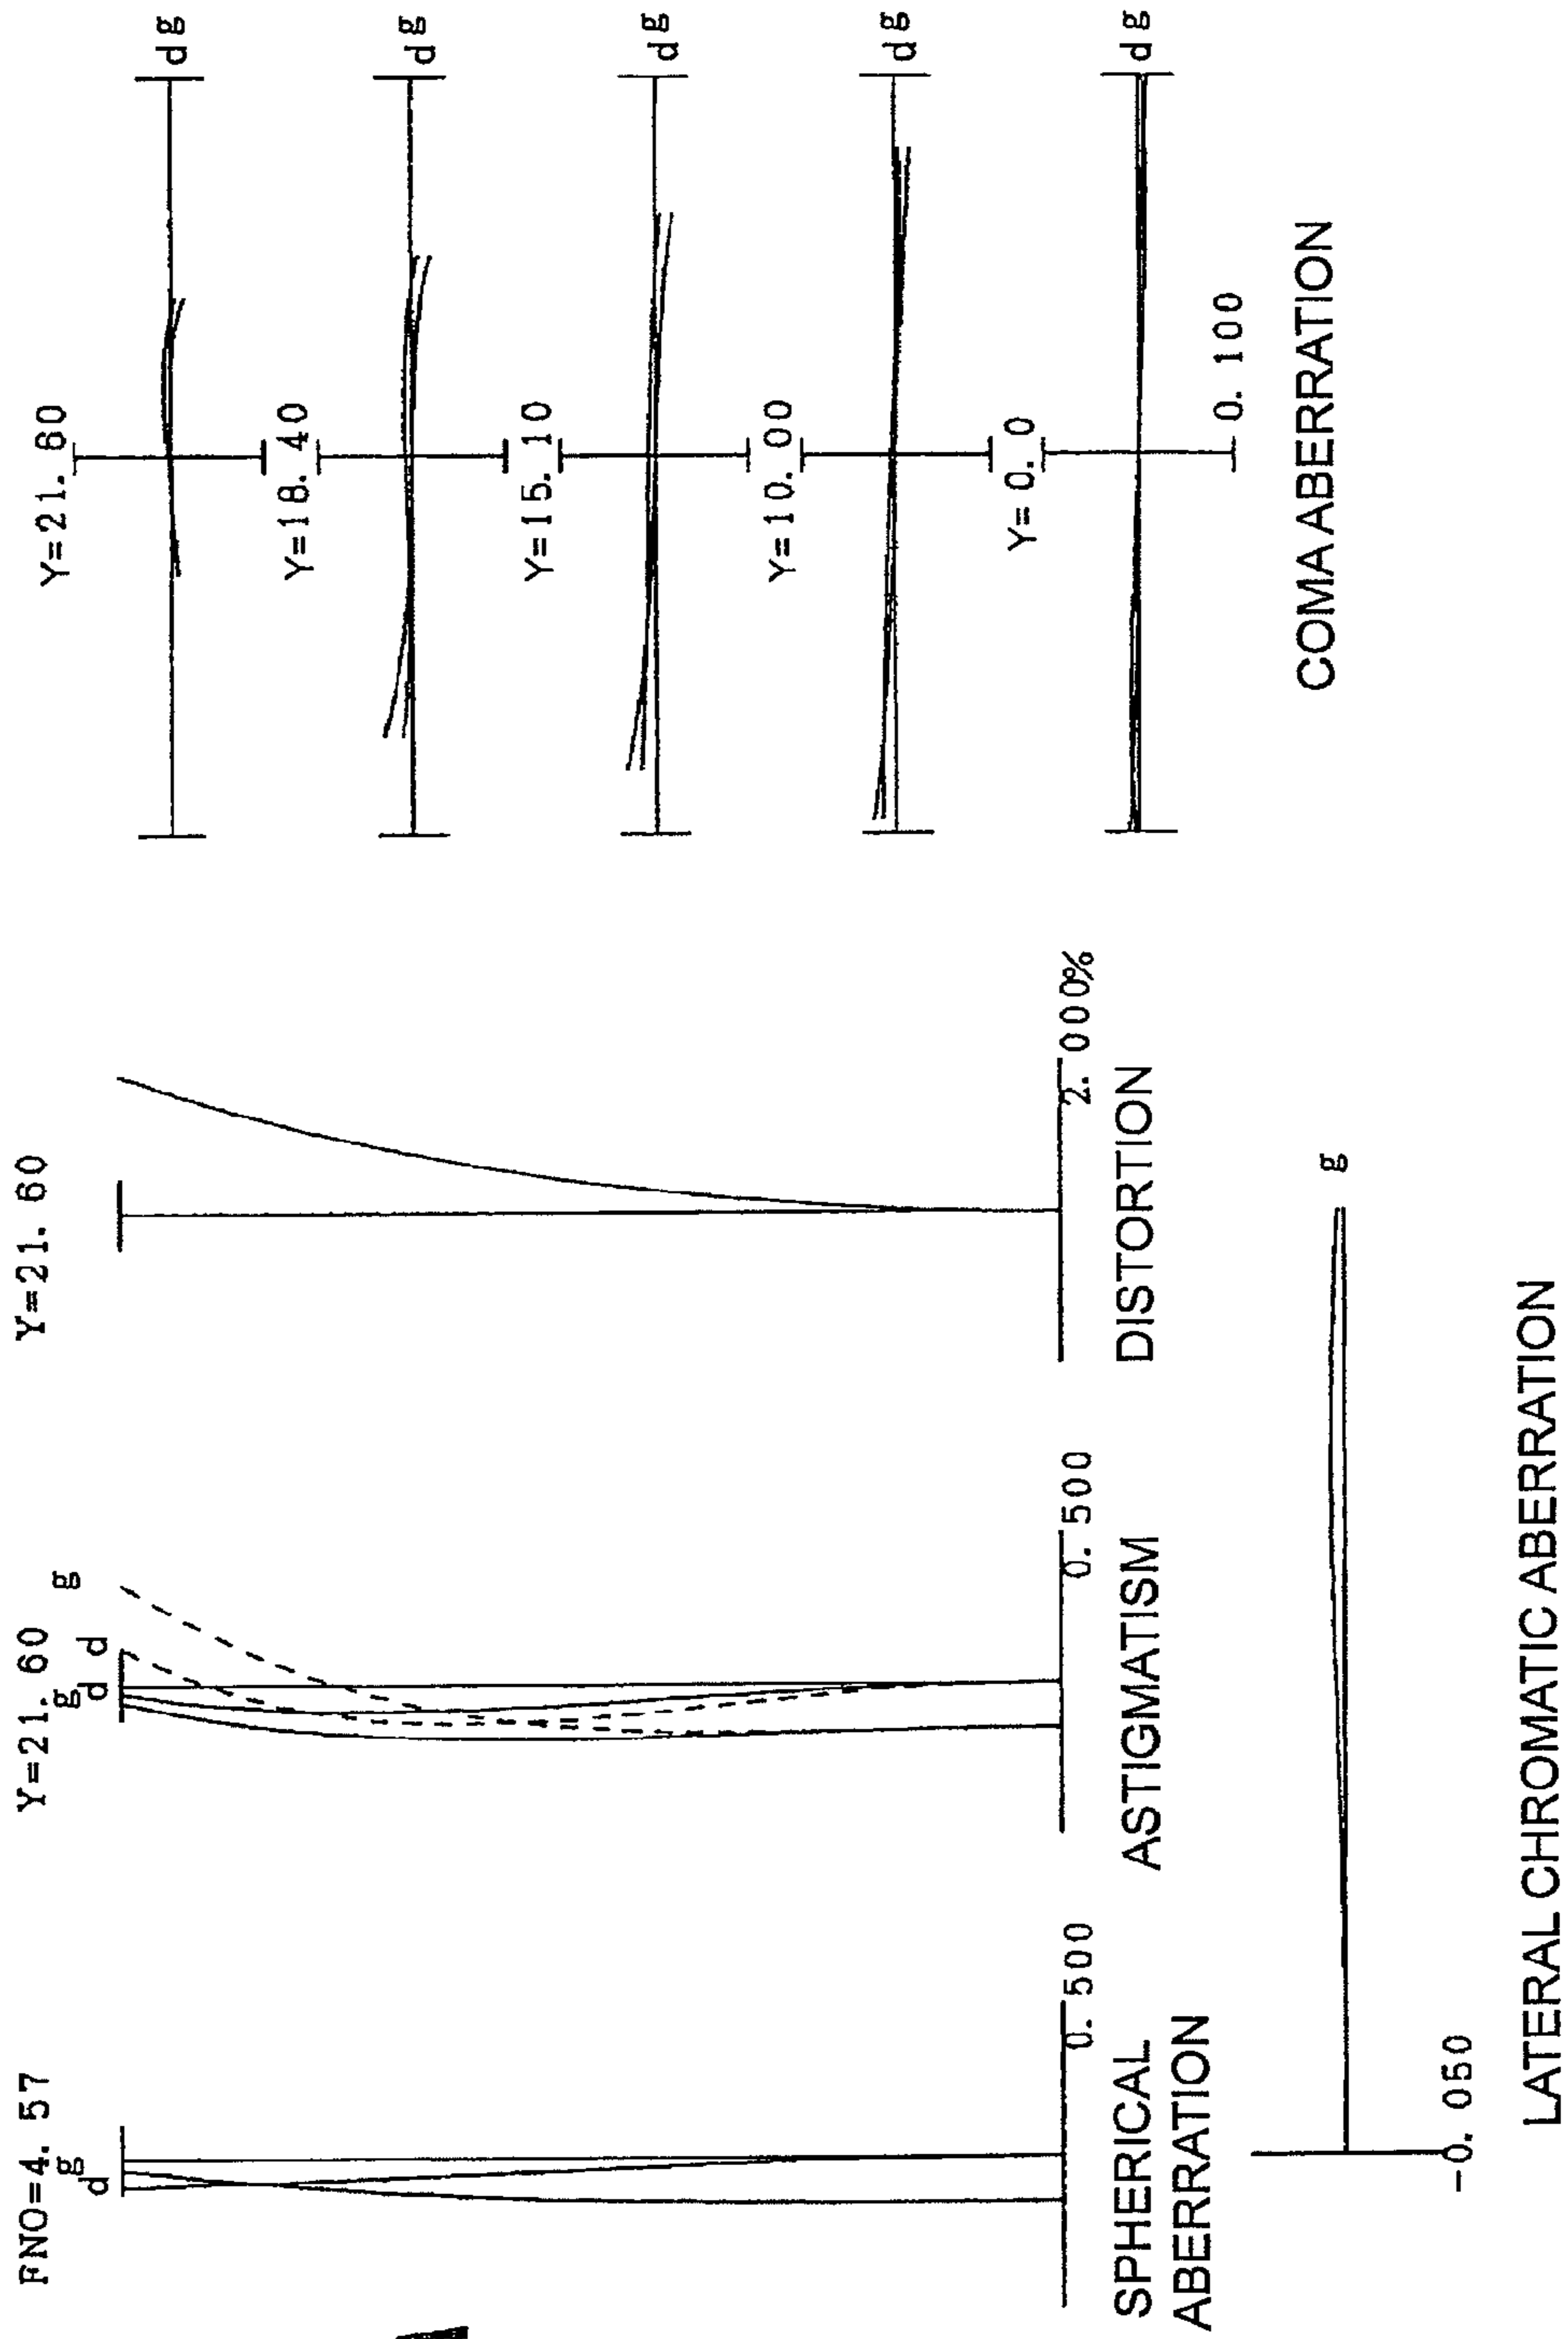 FNO=4. 57
d
g
0. 500
SPHERICAL
ABERRATION
Y=21. 60
g
d
d
g
0. 500
ASTIGMATISM
Y=21. 60
2. 000%
DISTORTION
Y=21. 60
d g
Y=18. 40
d g
Y=15. 10
d g
Y=10. 00
d g
Y=0. 0
d g
0. 100
COMA ABERRATION
g
-0. 050
LATERAL CHROMATIC ABERRATION